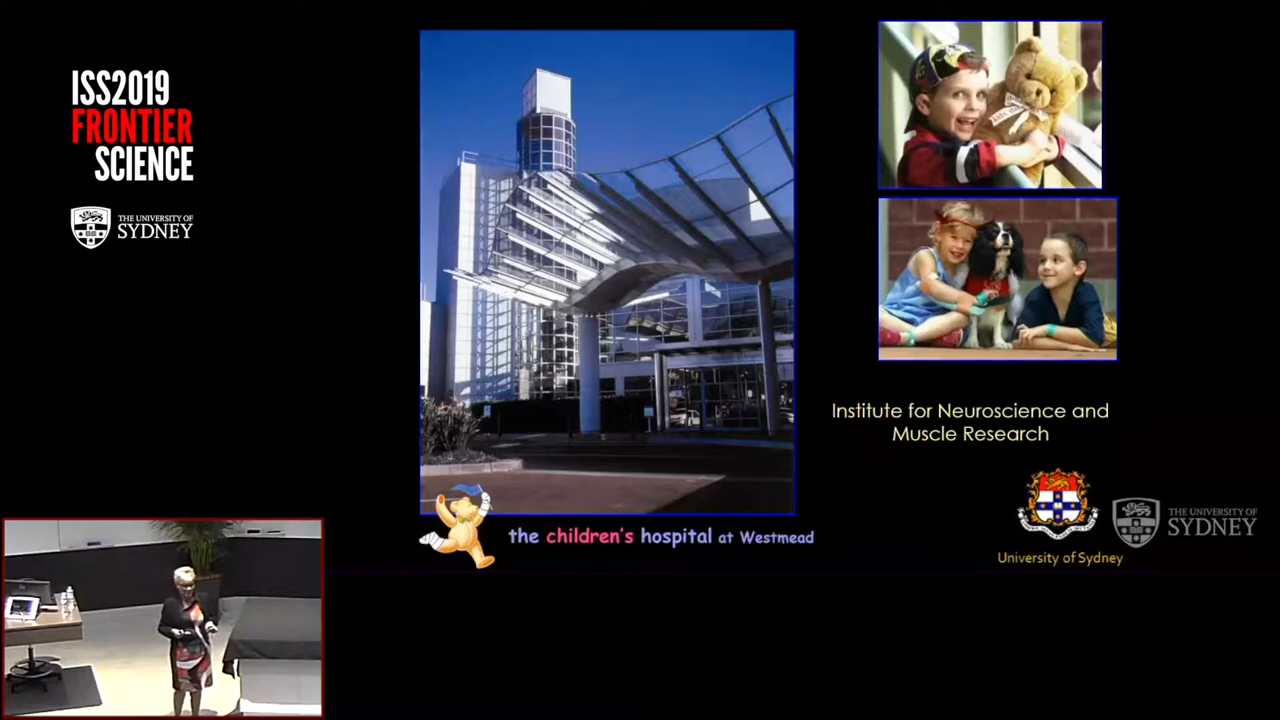 ISS2019
FRONTIER
SCIENCE
THE UNIVERSITY OF
SYDNEY
the children's hospital at Westmead
Institute for Neuroscience and
Muscle Research
University of Sydney
THE UNIVERSITY OF
SYDNEY